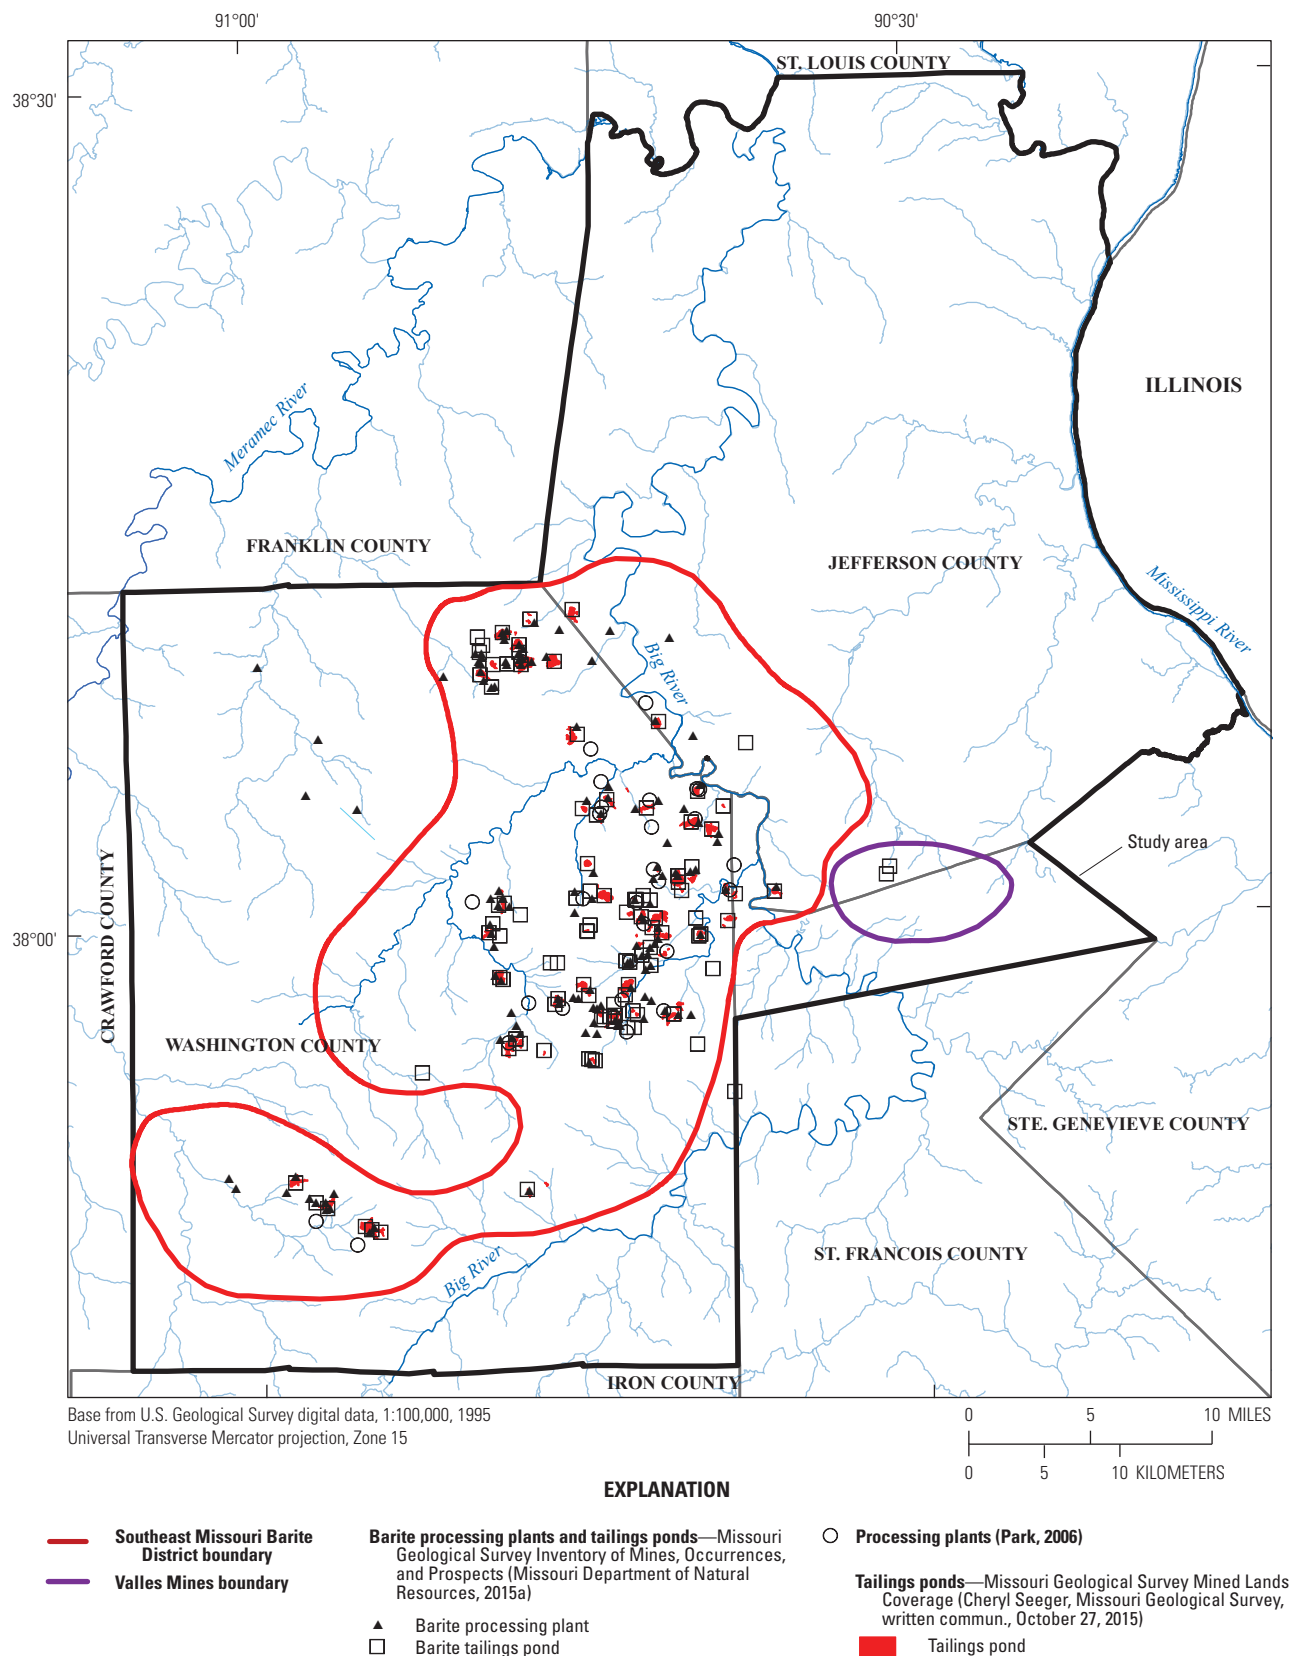 91°00'
90°30'
38°30'
ST. LOUIS COUNTY
ILLINOIS
Meramec River
FRANKLIN COUNTY
JEFFERSON COUNTY
Mississippi River
Big River
Study area
CRAWFORD COUNTY
38°00'
WASHINGTON COUNTY
STE. GENEVIEVE COUNTY
ST. FRANCOIS COUNTY
Big River
IRON COUNTY
Base from U.S. Geological Survey digital data, 1:100,000, 1995
Universal Transverse Mercator projection, Zone 15
0 5 10 MILES
0 5 10 KILOMETERS
EXPLANATION
Southeast Missouri Barite
District boundary
Valles Mines boundary
Barite processing plants and tailings ponds—Missouri
Geological Survey Inventory of Mines, Occurrences,
and Prospects (Missouri Department of Natural
Resources, 2015a)
Barite processing plant
Barite tailings pond
Processing plants (Park, 2006)
Tailings ponds—Missouri Geological Survey Mined Lands
Coverage (Cheryl Seeger, Missouri Geological Survey,
written commun., October 27, 2015)
Tailings pond